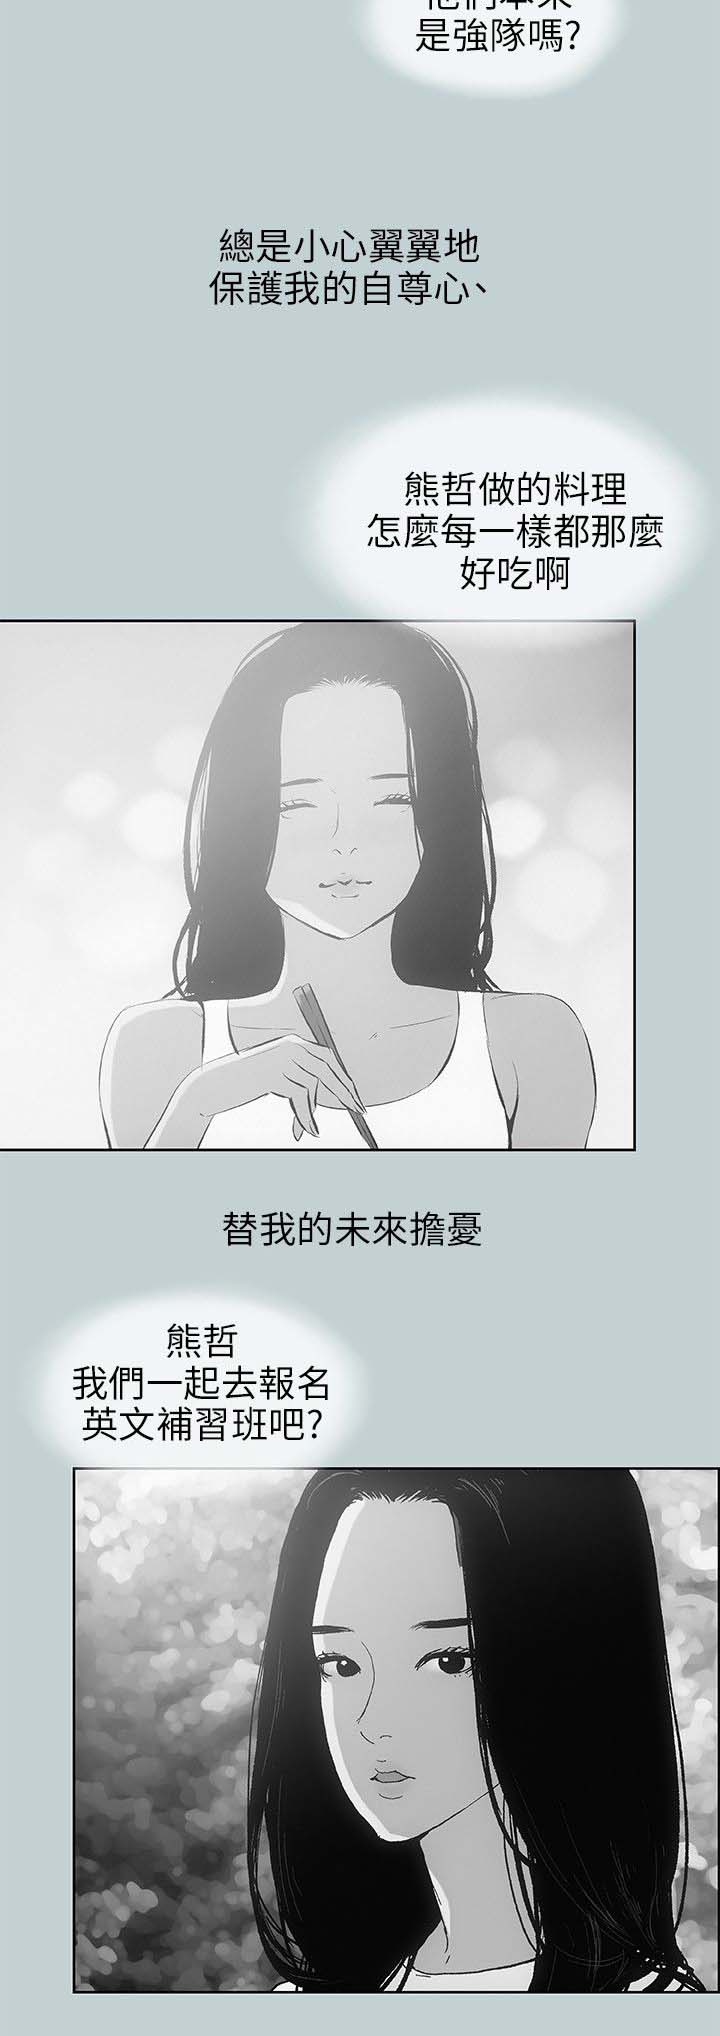 是強隊嗎?
總是小心翼翼地
保護我的自尊心、
熊哲做的料理
怎麼每一樣都那麼
好吃啊
替我的未來擔憂
熊哲
我們一起去報名
英文補習班吧?